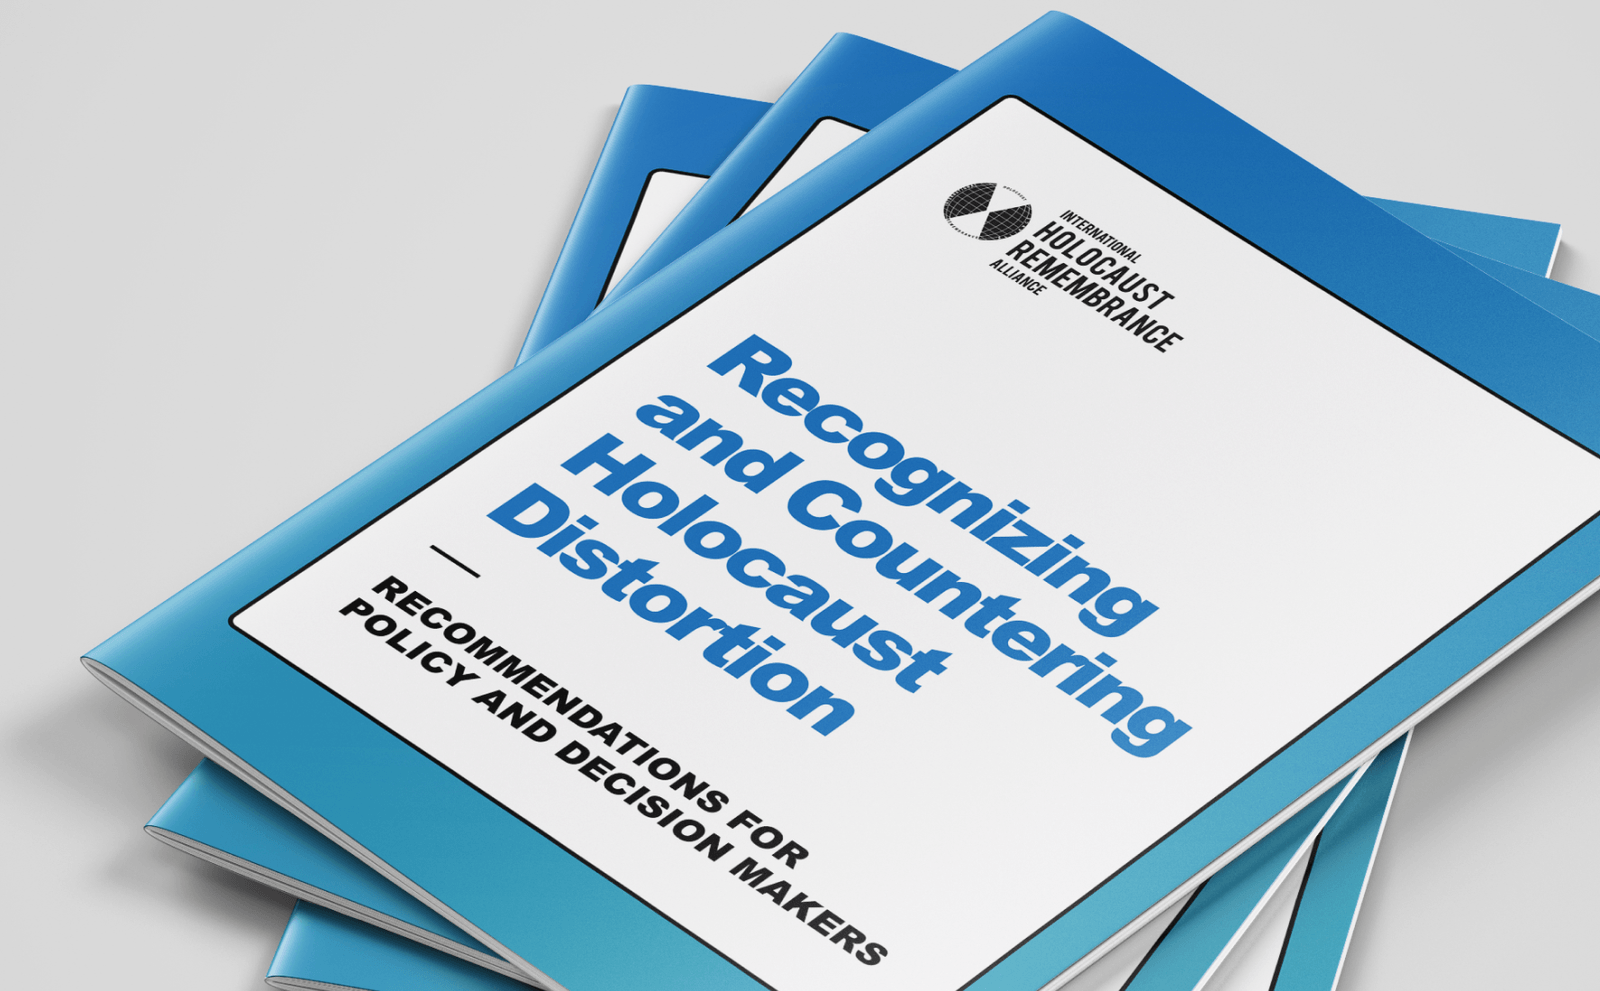 INTERNATIONAL
HOLOCAUST
REMEMBRANCE
ALLIANCE
Recognizing
and Countering
Holocaust
Distortion
RECOMMENDATIONS FOR
POLICY AND DECISION MAKERS